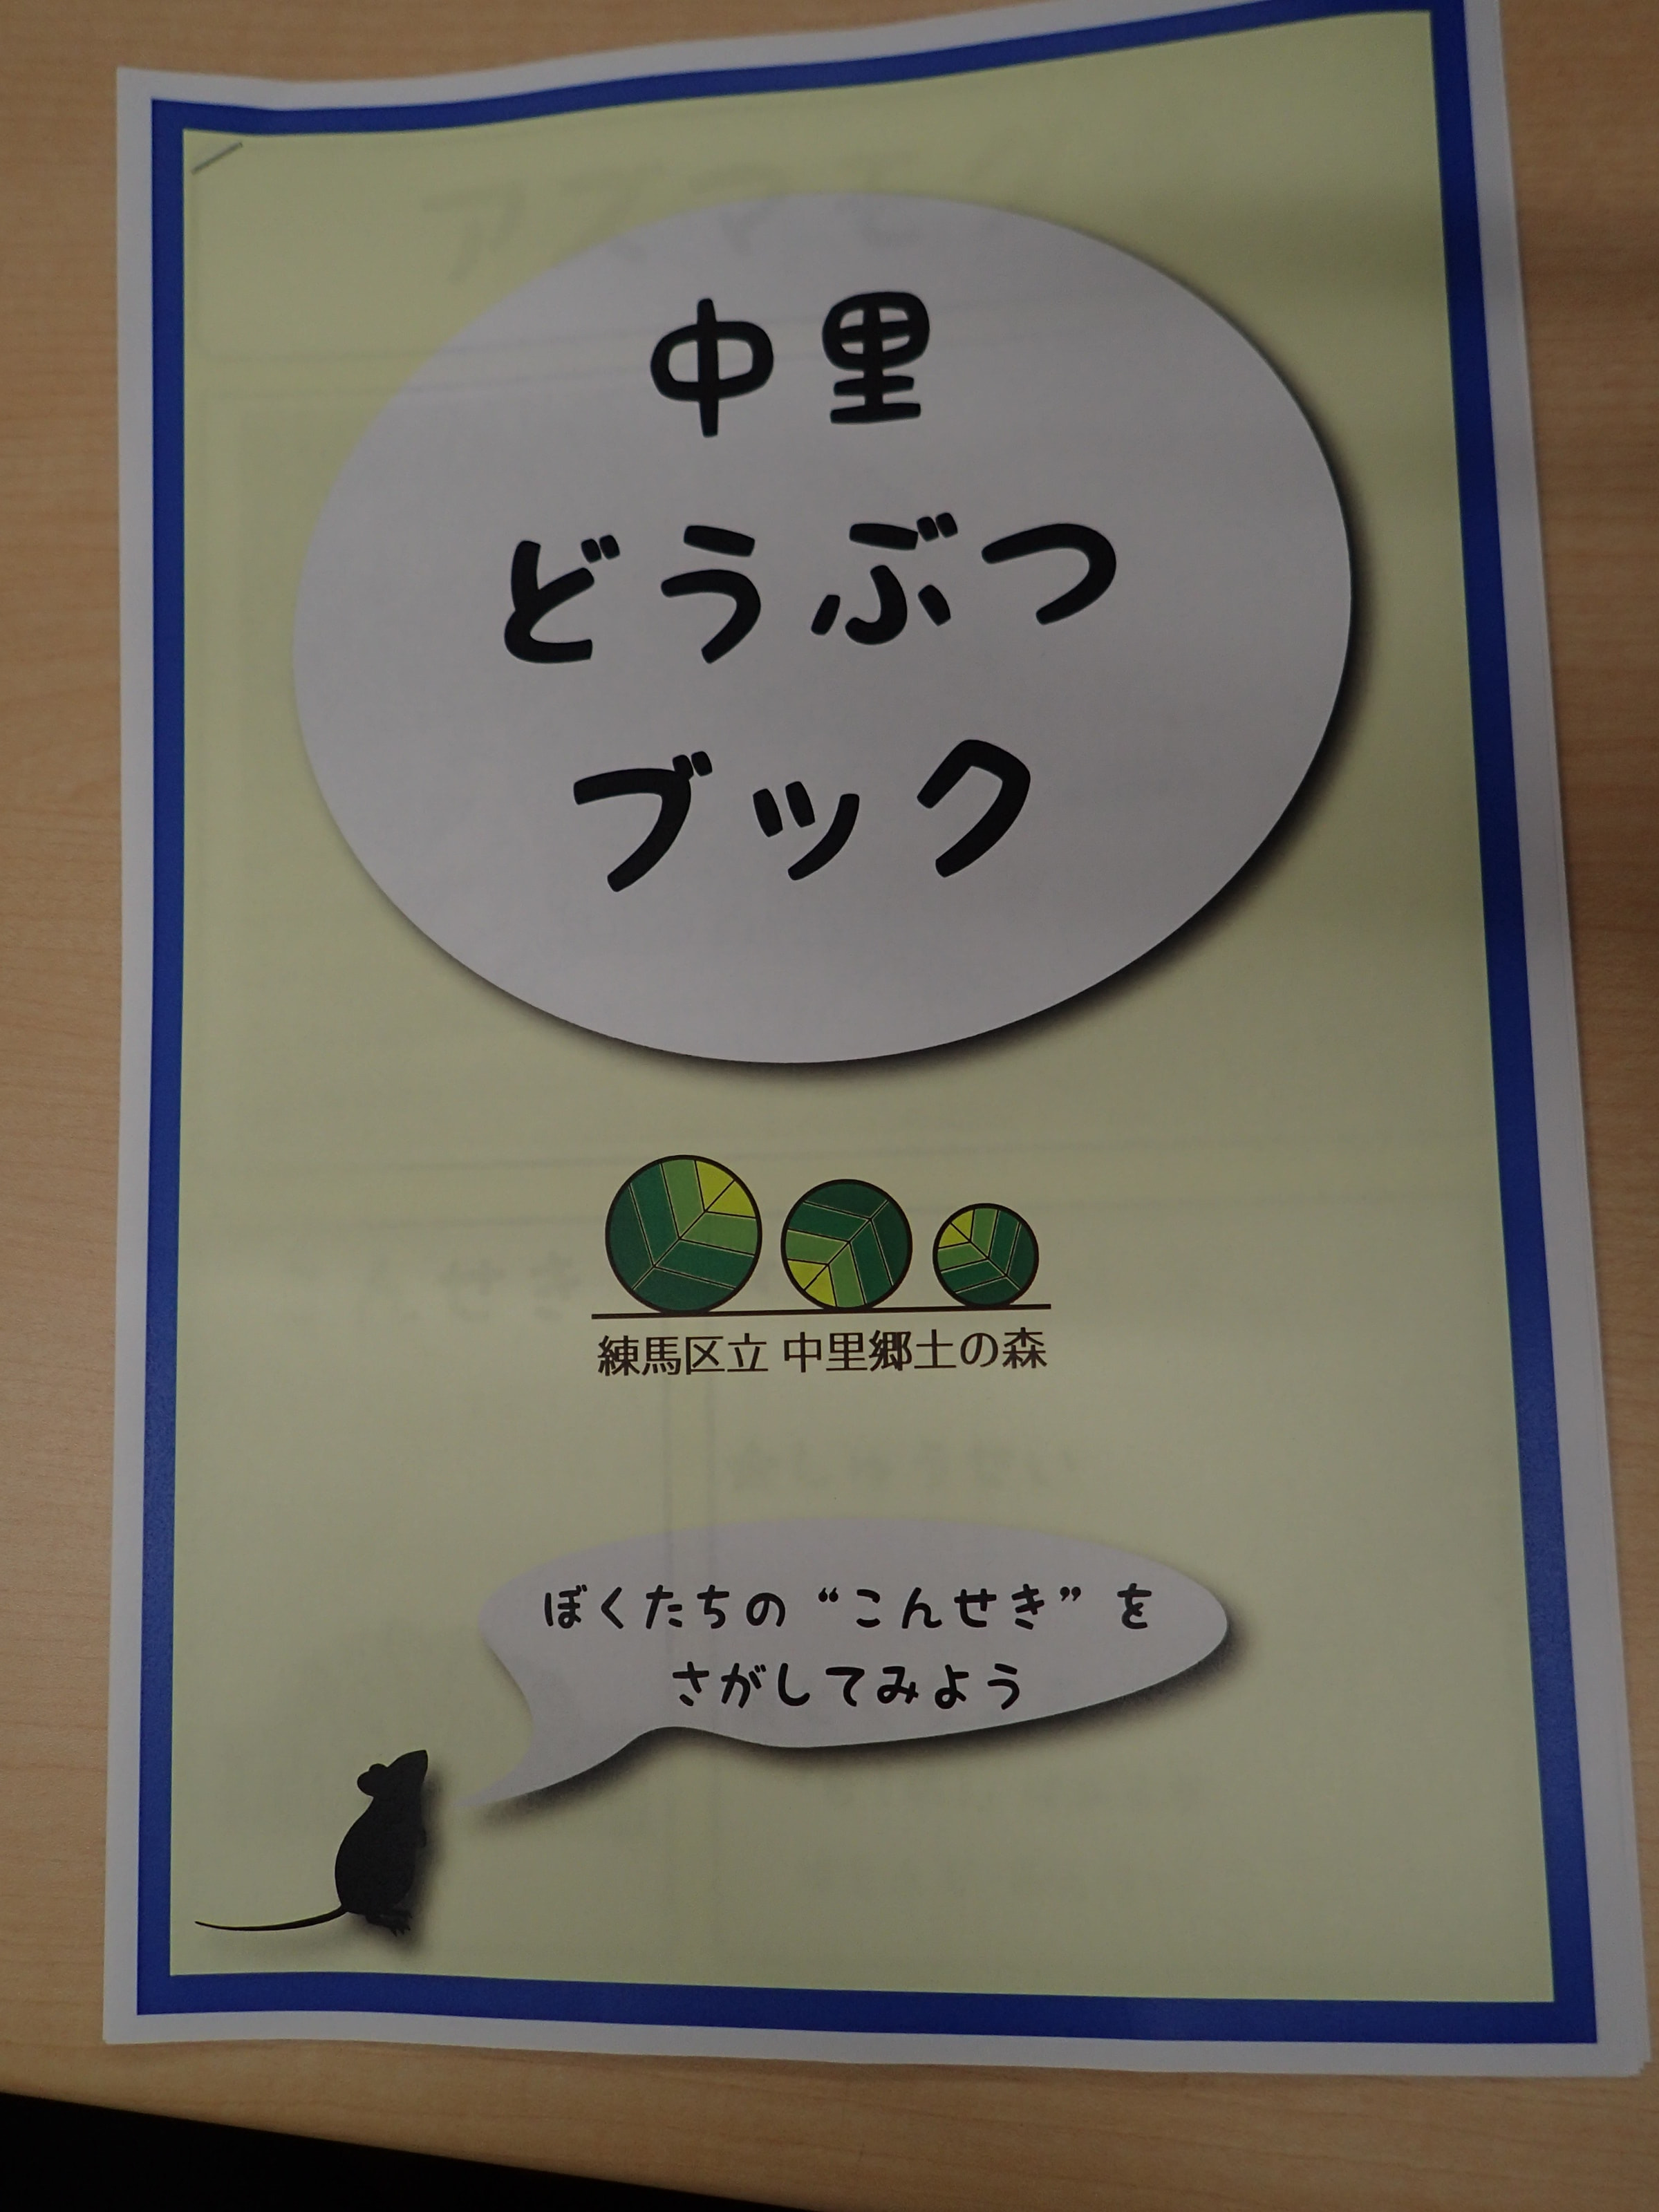 中里
どうぶつ
ブック
練馬区立 中里郷土の森
ぼくたちの“こんせき”を
さがしてみよう